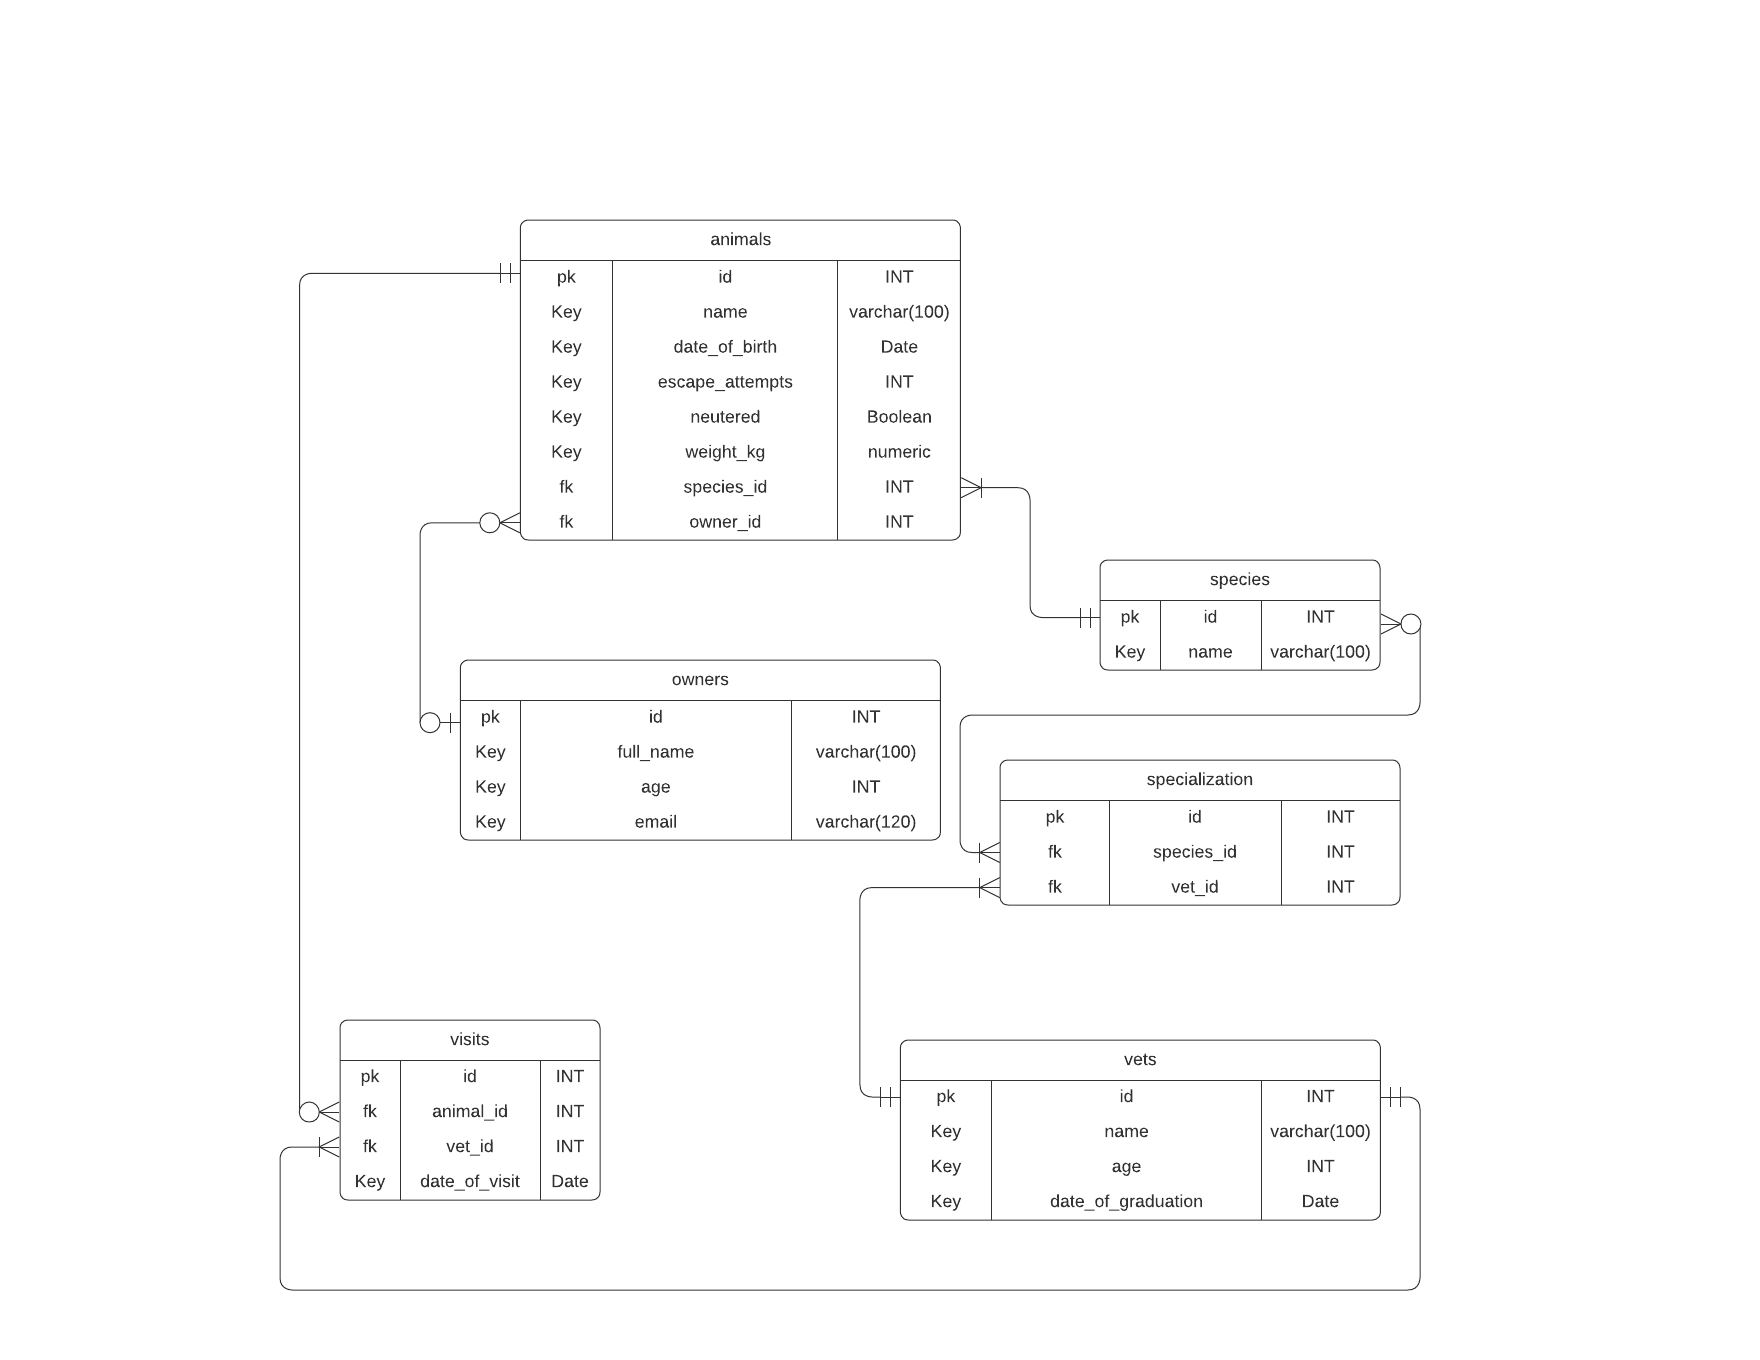 animals
pk id INT
Key name varchar(100)
Key date_of_birth Date
Key escape_attempts INT
Key neutered Boolean
Key weight_kg numeric
fk species_id INT
fk owner_id INT
species
pk id INT
Key name varchar(100)
owners
pk id INT
Key full_name varchar(100)
Key age INT
Key email varchar(120)
specialization
pk id INT
fk species_id INT
fk vet_id INT
visits
pk id INT
fk animal_id INT
fk vet_id INT
Key date_of_visit Date
vets
pk id INT
Key name varchar(100)
Key age INT
Key date_of_graduation Date